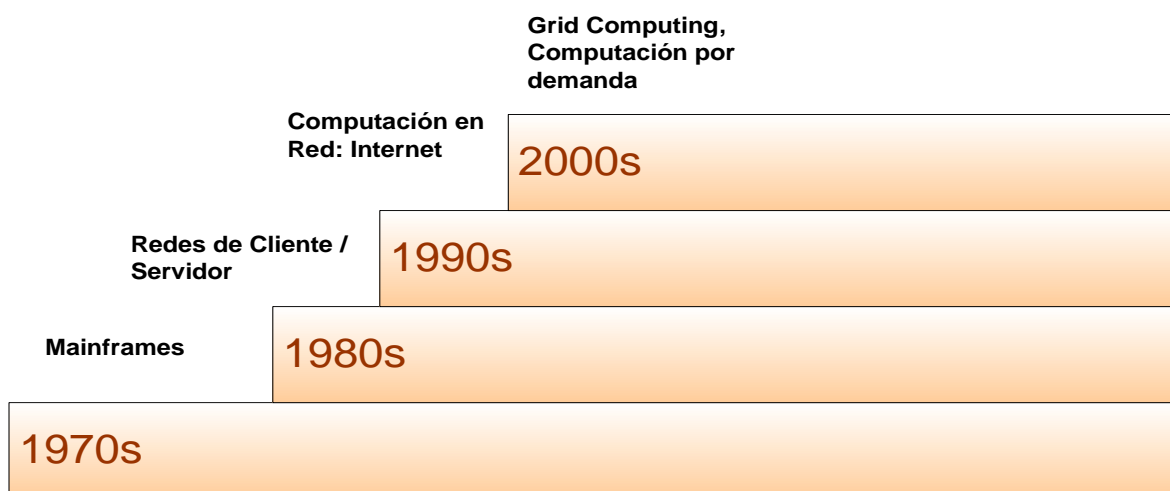 Grid Computing,
Computación por
demanda
Computación en
Red: Internet
2000s
Redes de Cliente /
Servidor
1990s
Mainframes
1980s
1970s